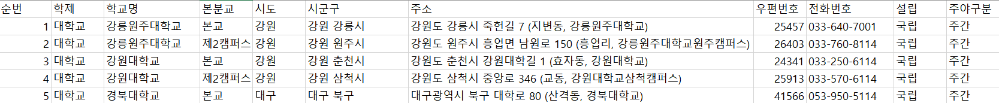 순번 학제 학교명 본분교 시도 시군구 주소 우편번호 전화번호 설립 주야구분
1 대학교 강릉원주대학교 본교 강원 강원 강릉시 강원도 강릉시 죽헌길 7 (지변동, 강릉원주대학교) 25457 033-640-7001 국립 주간
2 대학교 강릉원주대학교 제2캠퍼스 강원 강원 원주시 강원도 원주시 흥업면 남원로 150 (흥업리, 강릉원주대학교원주캠퍼스) 26403 033-760-8114 국립 주간
3 대학교 강원대학교 본교 강원 강원 춘천시 강원도 춘천시 강원대학길 1 (효자동, 강원대학교) 24341 033-250-6114 국립 주간
4 대학교 강원대학교 제2캠퍼스 강원 강원 삼척시 강원도 삼척시 중앙로 346 (교동, 강원대학교삼척캠퍼스) 25913 033-570-6114 국립 주간
5 대학교 경북대학교 본교 대구 대구 북구 대구광역시 북구 대학로 80 (산격동, 경북대학교) 41566 053-950-5114 국립 주간